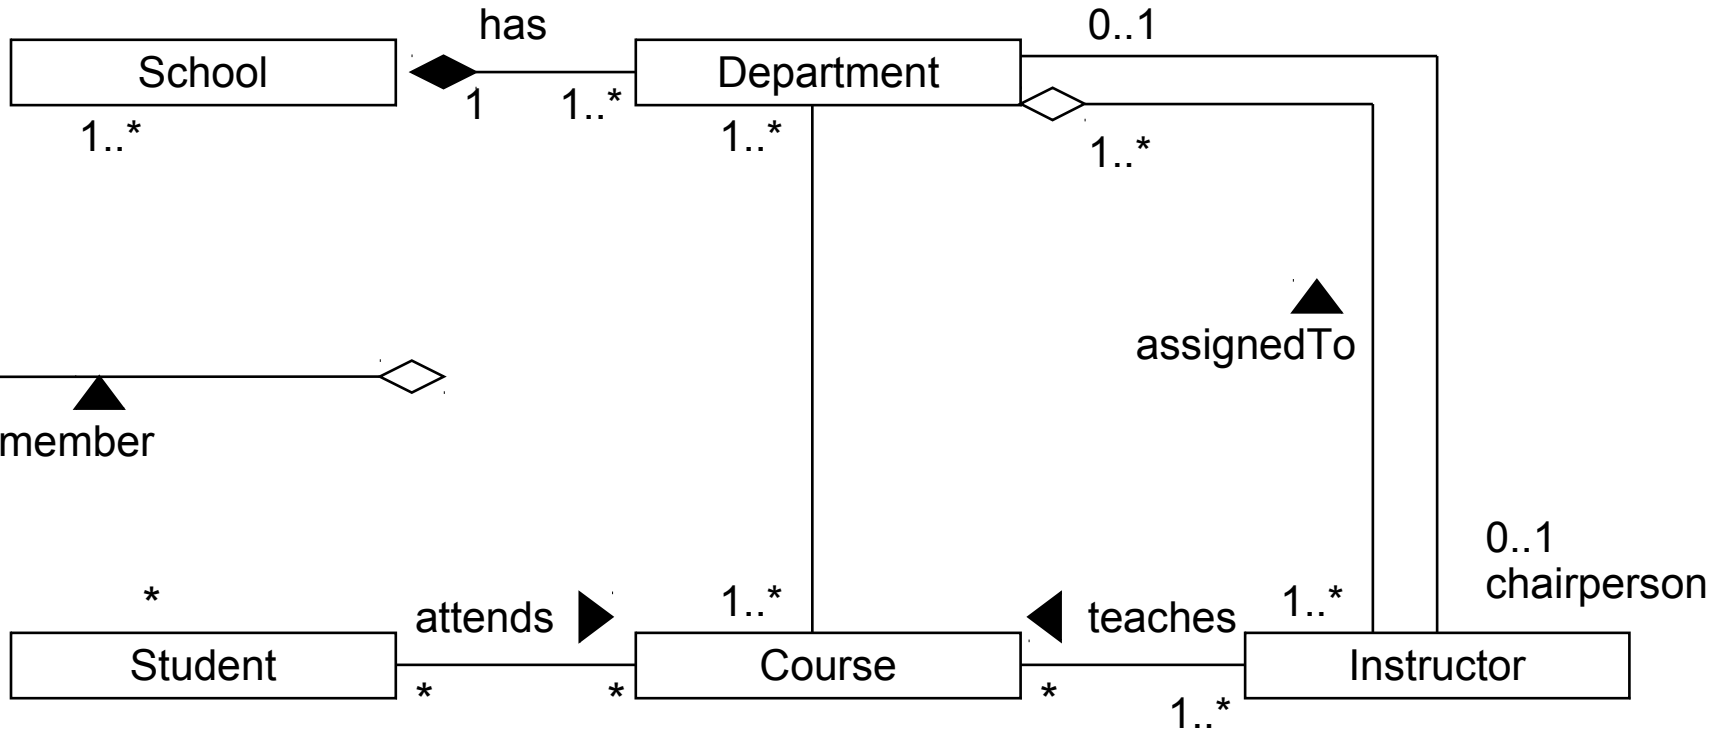 has
0..1
School
Department
1
1..*
1..*
1..*
1..*
assignedTo
member
0..1
chairperson
*
attends
1..*
teaches
1..*
Student
Course
Instructor
*
*
*
1..*